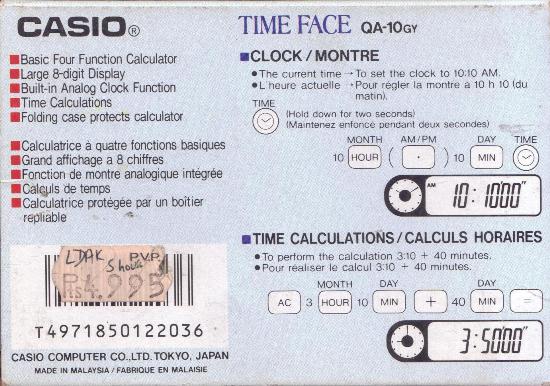 CASIO®
■Basic Four Function Calculator
■Large 8-digit Display
■Built-in Analog Clock Function
■Time Calculations
■Folding case protects calculator
■Calculatrice à quatre fonctions basiques
■Grand affichage a 8 chiffres
■Fonction de montre analogique intégrée
■Calculs de temps
■Calculatrice protégée par un boîtier
repliable
LDAK P.V.P.
Pts 4.995
T4971850122036
CASIO COMPUTER CO.,LTD. TOKYO, JAPAN
MADE IN MALAYSIA / FABRIQUE EN MALAISIE
TIME FACE QA-10GY
■CLOCK / MONTRE
●The current time → To set the clock to 10:10 AM.
●L'heure actuelle → Pour régler la montre a 10 h 10 (du
matin).
TIME
(Hold down for two seconds)
(Maintenez enfoncé pendant deux secondes)
MONTH (AM/PM) DAY TIME
10 HOUR ( · ) 10 MIN
AM 10:1000"
■TIME CALCULATIONS/CALCULS HORAIRES
●To perform the calculation 3:10 + 40 minutes.
●Pour réaliser le calcul 3:10 + 40 minutes.
MONTH DAY DAY
AC 3 HOUR 10 MIN + 40 MIN =
3:5000"